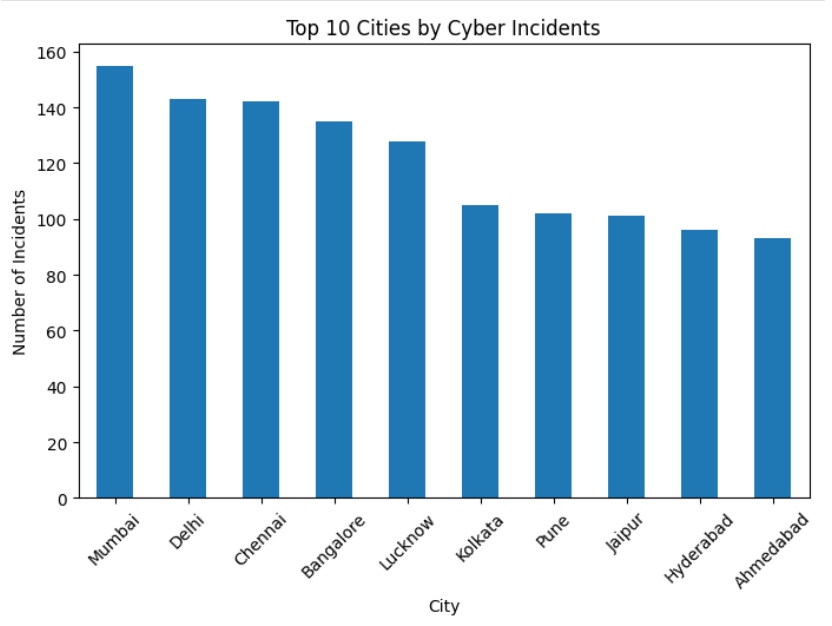 Top 10 Cities by Cyber Incidents
160
140
120
100
80
60
40
20
0
Number of Incidents
Mumbai
Delhi
Chennai
Bangalore
Lucknow
Kolkata
Pune
Jaipur
Hyderabad
Ahmedabad
City